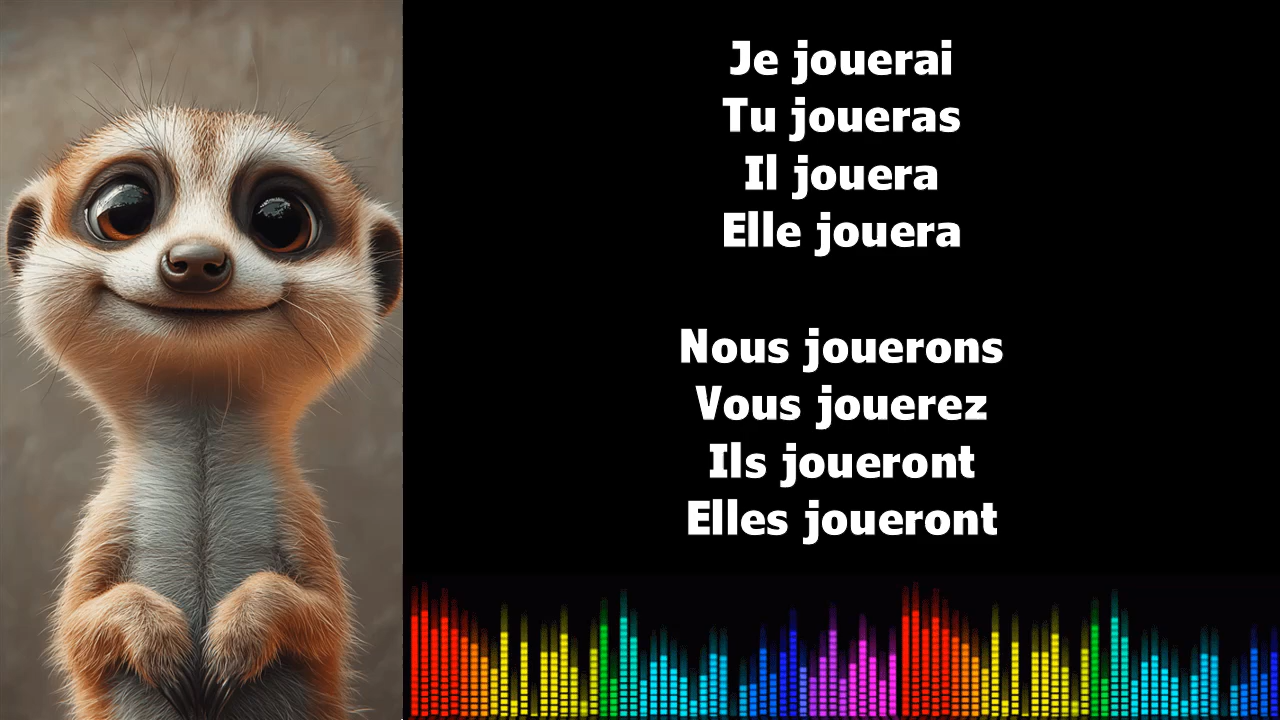 Je jouerai
Tu joueras
Il jouera
Elle jouera
Nous jouerons
Vous jouerez
Ils joueront
Elles joueront